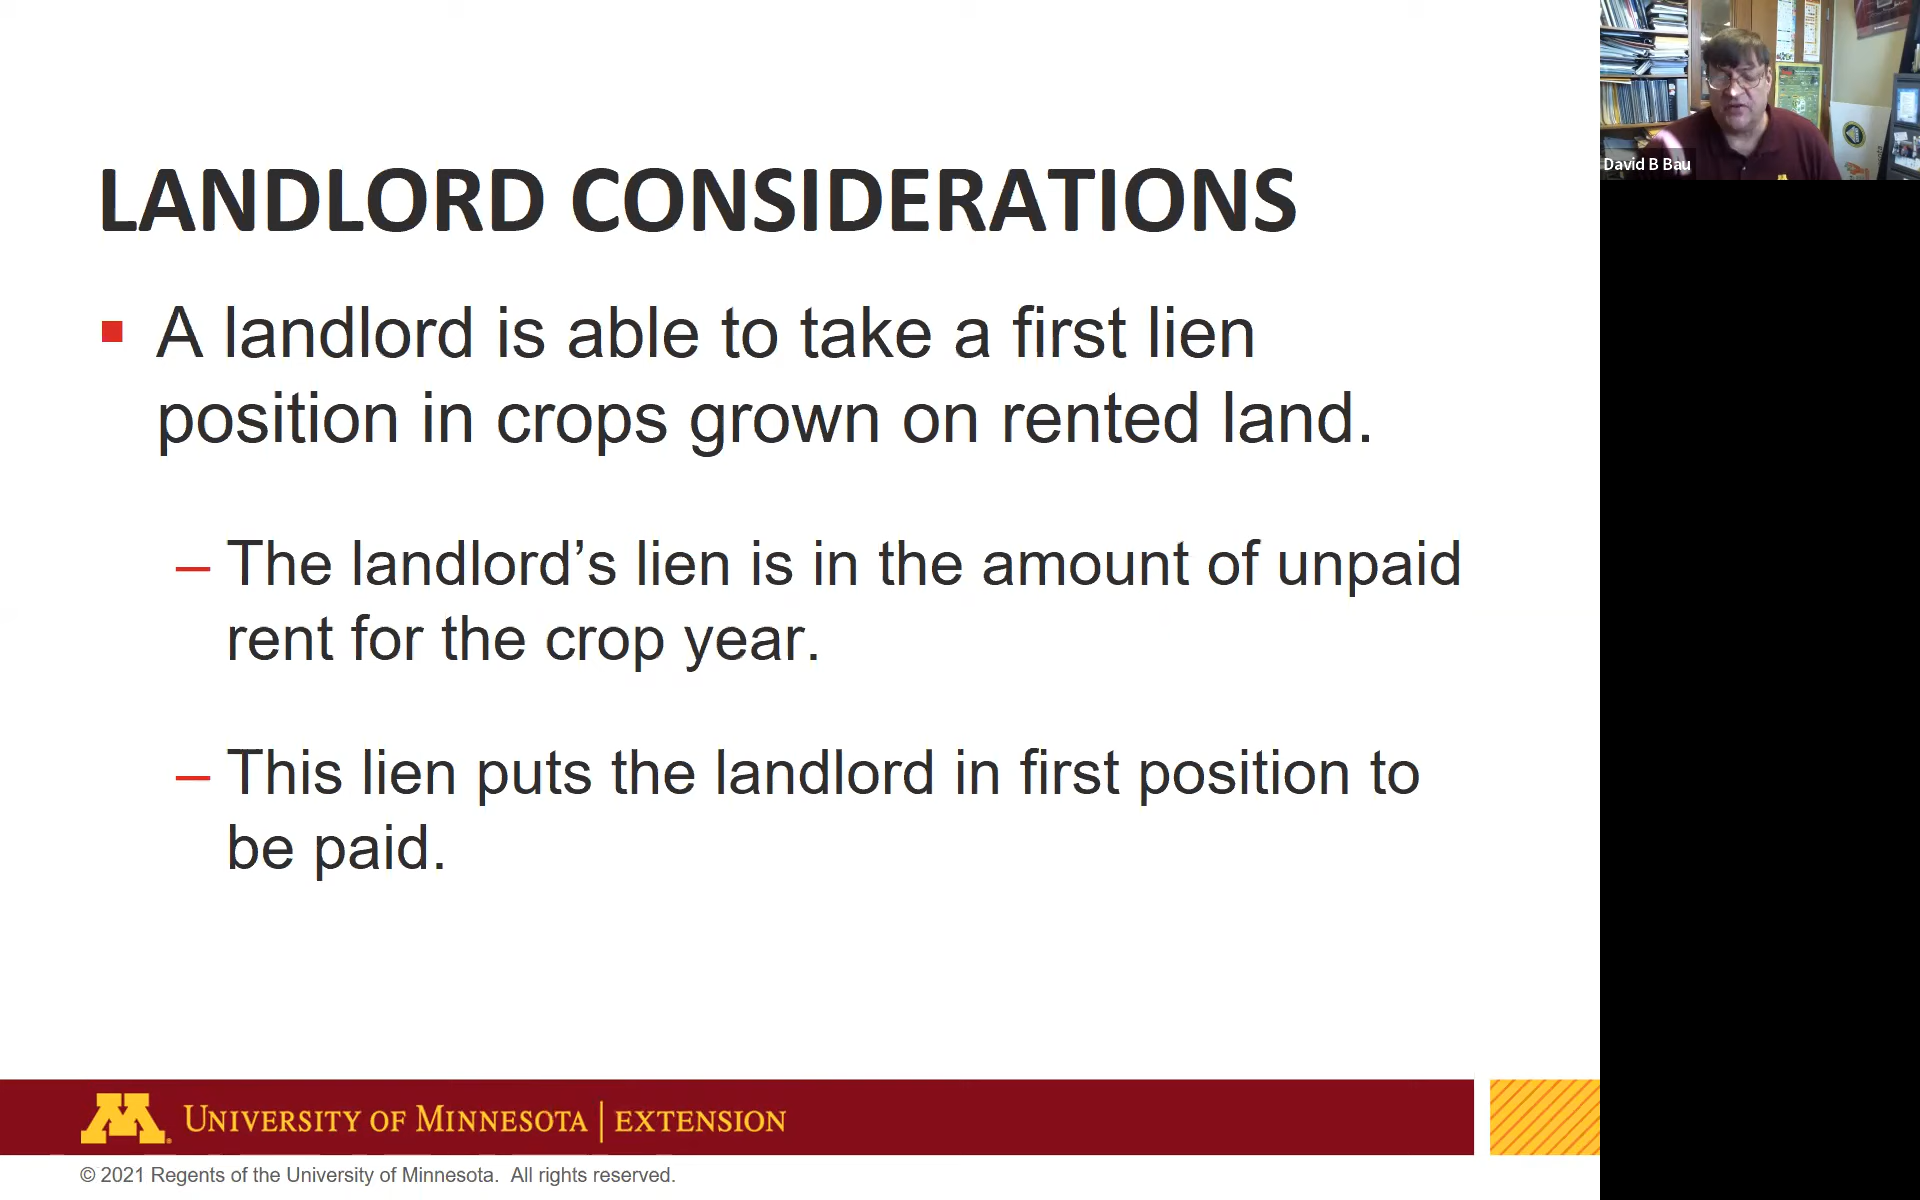 LANDLORD CONSIDERATIONS
A landlord is able to take a first lien
position in crops grown on rented land.
– The landlord’s lien is in the amount of unpaid
rent for the crop year.
– This lien puts the landlord in first position to
be paid.
UNIVERSITY OF MINNESOTA | EXTENSION
© 2021 Regents of the University of Minnesota. All rights reserved.
David B Bau